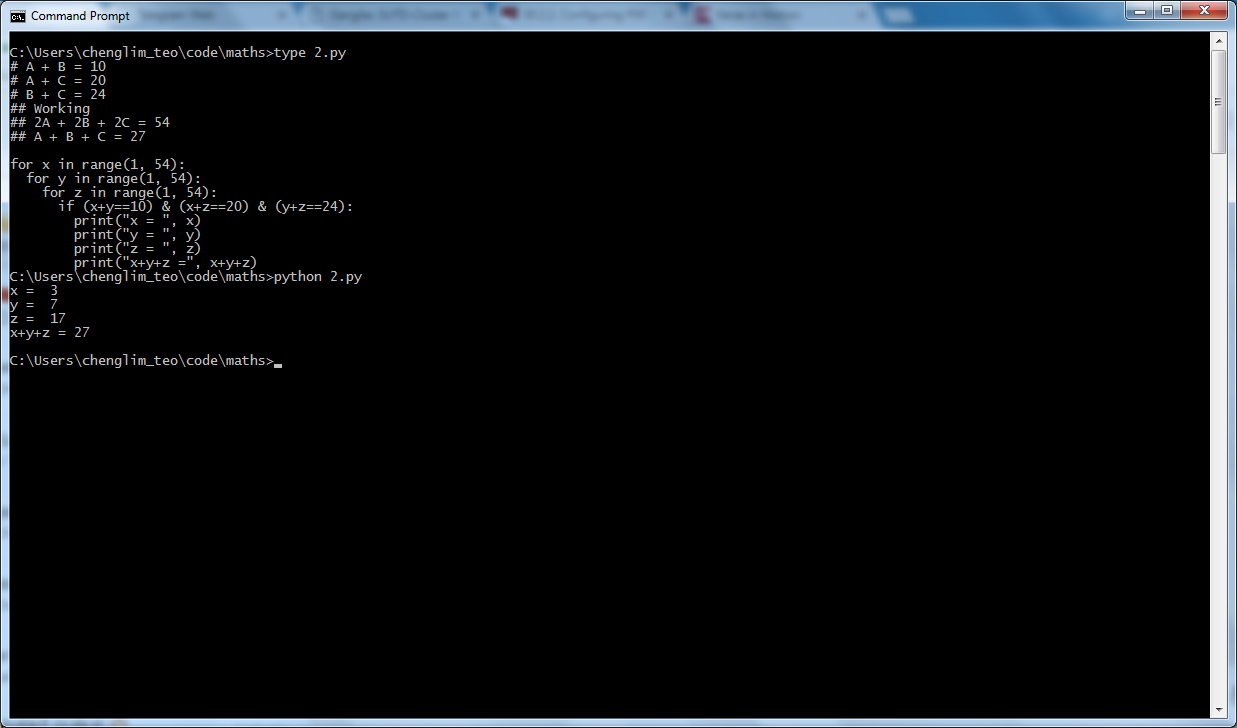 Command Prompt
C:\Users\chenglim_teo\code\maths>type 2.py
# A + B = 10
# A + C = 20
# B + C = 24
## Working
## 2A + 2B + 2C = 54
## A + B + C = 27
for x in range(1, 54):
  for y in range(1, 54):
    for z in range(1, 54):
      if (x+y==10) & (x+z==20) & (y+z==24):
        print("x = ", x)
        print("y = ", y)
        print("z = ", z)
        print("x+y+z =", x+y+z)
C:\Users\chenglim_teo\code\maths>python 2.py
x =  3
y =  7
z =  17
x+y+z = 27
C:\Users\chenglim_teo\code\maths>